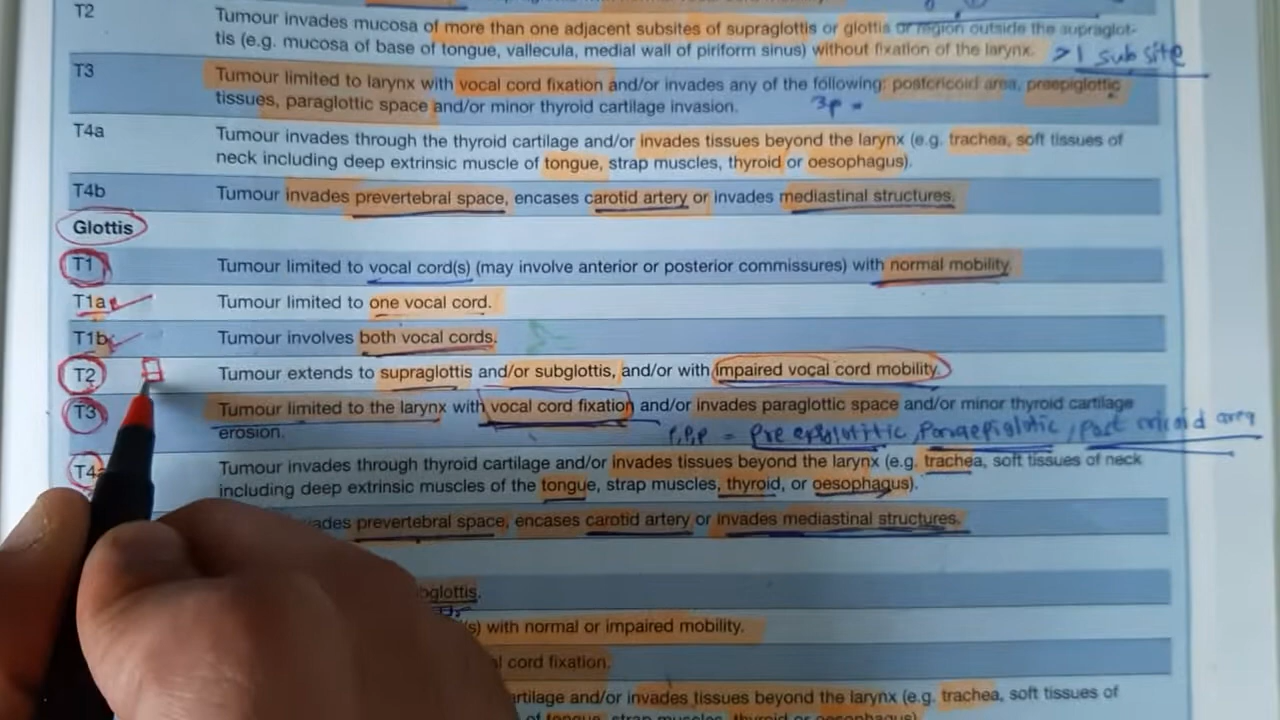 T2
Tumour invades mucosa of more than one adjacent subsites of supraglottis or glottis or region outside the supraglot-
tis (e.g. mucosa of base of tongue, vallecula, medial wall of piriform sinus) without fixation of the larynx.
>1 subsite
T3
Tumour limited to larynx with vocal cord fixation and/or invades any of the following: postcricoid area, preepiglottic
tissues, paraglottic space and/or minor thyroid cartilage invasion.
3p =
T4a
Tumour invades through the thyroid cartilage and/or invades tissues beyond the larynx (e.g. trachea, soft tissues of
neck including deep extrinsic muscle of tongue, strap muscles, thyroid or oesophagus).
T4b
Tumour invades prevertebral space, encases carotid artery or invades mediastinal structures.
Glottis
T1
Tumour limited to vocal cord(s) (may involve anterior or posterior commissures) with normal mobility.
T1a
Tumour limited to one vocal cord.
T1b
Tumour involves both vocal cords.
T2
Tumour extends to supraglottis and/or subglottis, and/or with impaired vocal cord mobility.
T3
Tumour limited to the larynx with vocal cord fixation and/or invades paraglottic space and/or minor thyroid cartilage
erosion.
P,P,P =
area
T4
Tumour invades through thyroid cartilage and/or invades tissues beyond the larynx (e.g. trachea, soft tissues of neck
including deep extrinsic muscles of the tongue, strap muscles, thyroid, or oesophagus).
prevertebral space, encases carotid artery or invades mediastinal structures.
with normal or impaired mobility.
cord fixation.
and/or invades tissues beyond the larynx (e.g. trachea, soft tissues of
of tongue, strap muscles, thyroid or oesophagus)